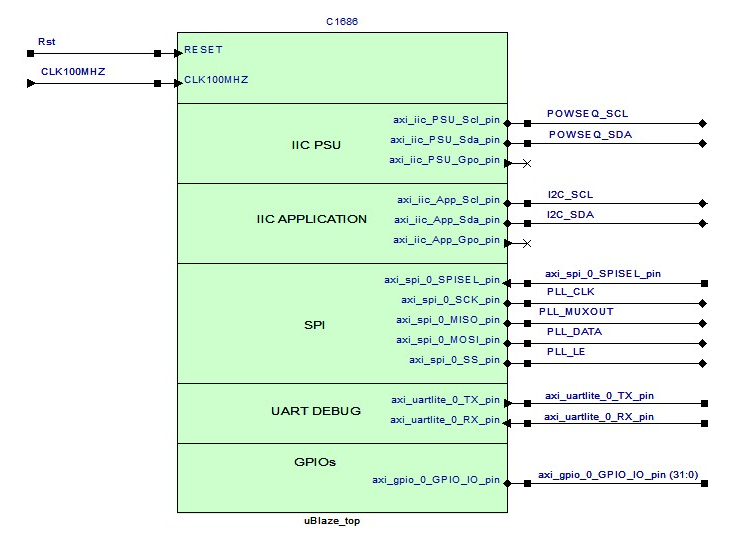 C1686
Rst
RESET
CLK100MHZ
CLK100MHZ
axi_iic_PSU_Scl_pin
POWSEQ_SCL
IIC PSU
axi_iic_PSU_Sda_pin
POWSEQ_SDA
axi_iic_PSU_Gpo_pin
axi_iic_App_Scl_pin
I2C_SCL
IIC APPLICATION
axi_iic_App_Sda_pin
I2C_SDA
axi_iic_App_Gpo_pin
axi_spi_0_SPISEL_pin
axi_spi_0_SPISEL_pin
axi_spi_0_SCK_pin
PLL_CLK
SPI
axi_spi_0_MISO_pin
PLL_MUXOUT
axi_spi_0_MOSI_pin
PLL_DATA
axi_spi_0_SS_pin
PLL_LE
UART DEBUG
axi_uartlite_0_TX_pin
axi_uartlite_0_TX_pin
axi_uartlite_0_RX_pin
axi_uartlite_0_RX_pin
GPIOs
axi_gpio_0_GPIO_IO_pin
axi_gpio_0_GPIO_IO_pin (31:0)
uBlaze_top